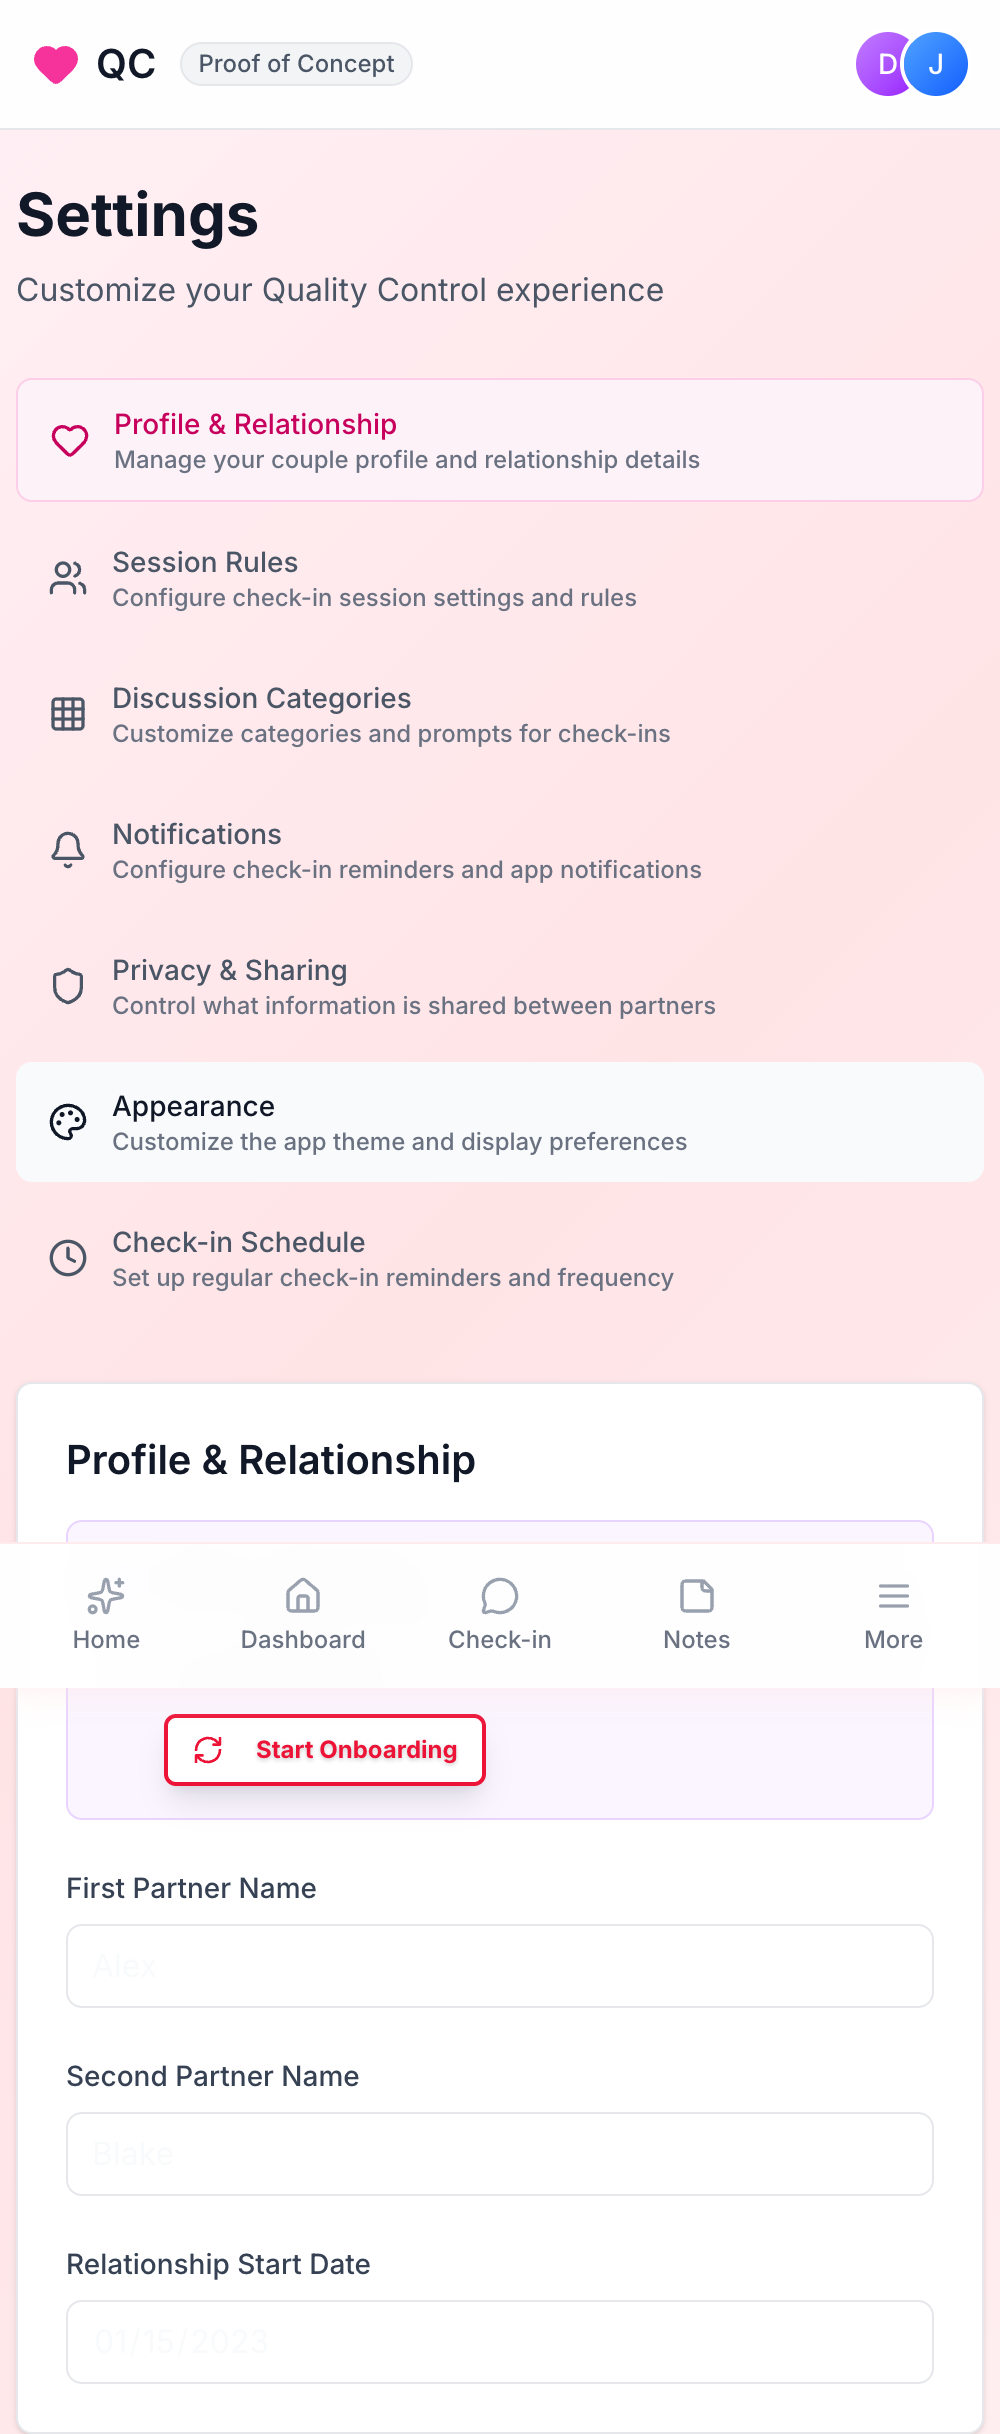 QC
Proof of Concept
D
J
Settings
Customize your Quality Control experience
Profile & Relationship
Manage your couple profile and relationship details
Session Rules
Configure check-in session settings and rules
Discussion Categories
Customize categories and prompts for check-ins
Notifications
Configure check-in reminders and app notifications
Privacy & Sharing
Control what information is shared between partners
Appearance
Customize the app theme and display preferences
Check-in Schedule
Set up regular check-in reminders and frequency
Profile & Relationship
Home
Dashboard
Check-in
Notes
More
Start Onboarding
First Partner Name
Alex
Second Partner Name
Blake
Relationship Start Date
01/15/2023